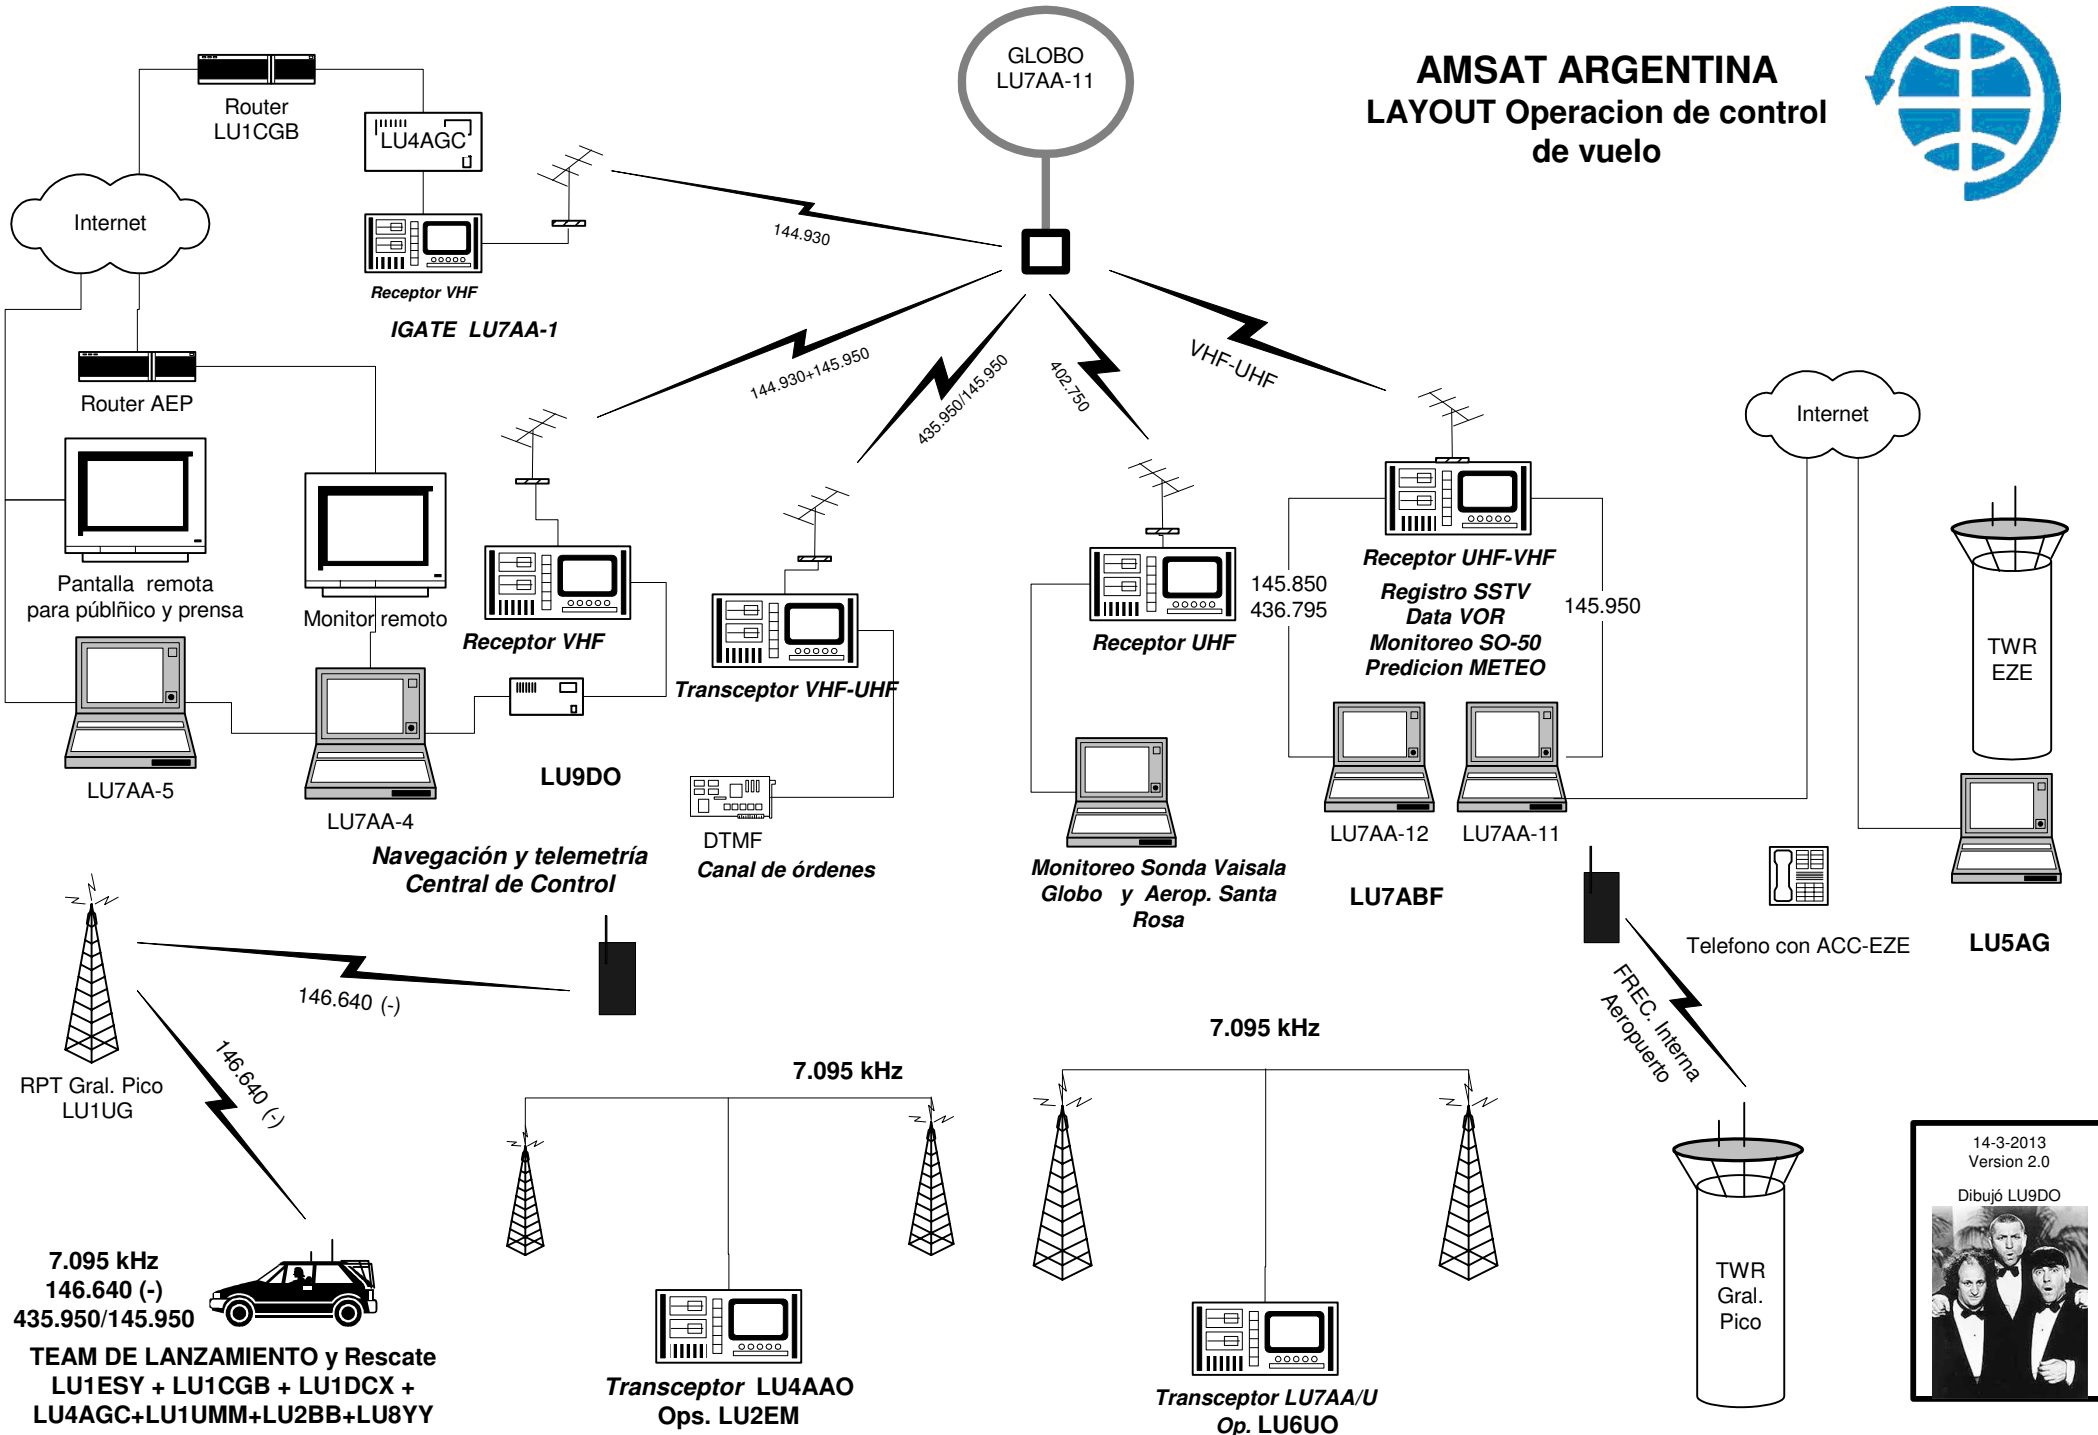 AMSAT ARGENTINA
LAYOUT Operacion de control
de vuelo
GLOBO
LU7AA-11
Router
LU1CGB
LU4AGC
Internet
Receptor VHF
IGATE  LU7AA-1
144.930
144.930+145.950
435.950/145.950
402.750
VHF-UHF
Router AEP
Pantalla  remota
para públñico y prensa
Monitor remoto
Receptor VHF
Transceptor VHF-UHF
Receptor UHF
145.850
436.795
Receptor UHF-VHF
Registro SSTV
Data VOR
Monitoreo SO-50
Predicion METEO
145.950
Internet
TWR
EZE
LU7AA-5
LU7AA-4
LU9DO
Navegación y telemetría
Central de Control
DTMF
Canal de órdenes
Monitoreo Sonda Vaisala
Globo   y  Aerop. Santa
Rosa
LU7AA-12
LU7AA-11
LU7ABF
Telefono con ACC-EZE
LU5AG
RPT Gral. Pico
LU1UG
146.640 (-)
146.640 (-)
FREC. Interna
Aeropuerto
7.095 kHz
7.095 kHz
7.095 kHz
146.640 (-)
435.950/145.950
TEAM DE LANZAMIENTO y Rescate
LU1ESY + LU1CGB + LU1DCX +
LU4AGC+LU1UMM+LU2BB+LU8YY
Transceptor  LU4AAO
Ops. LU2EM
Transceptor LU7AA/U
Op. LU6UO
TWR
Gral.
Pico
14-3-2013
Version 2.0
Dibujó LU9DO